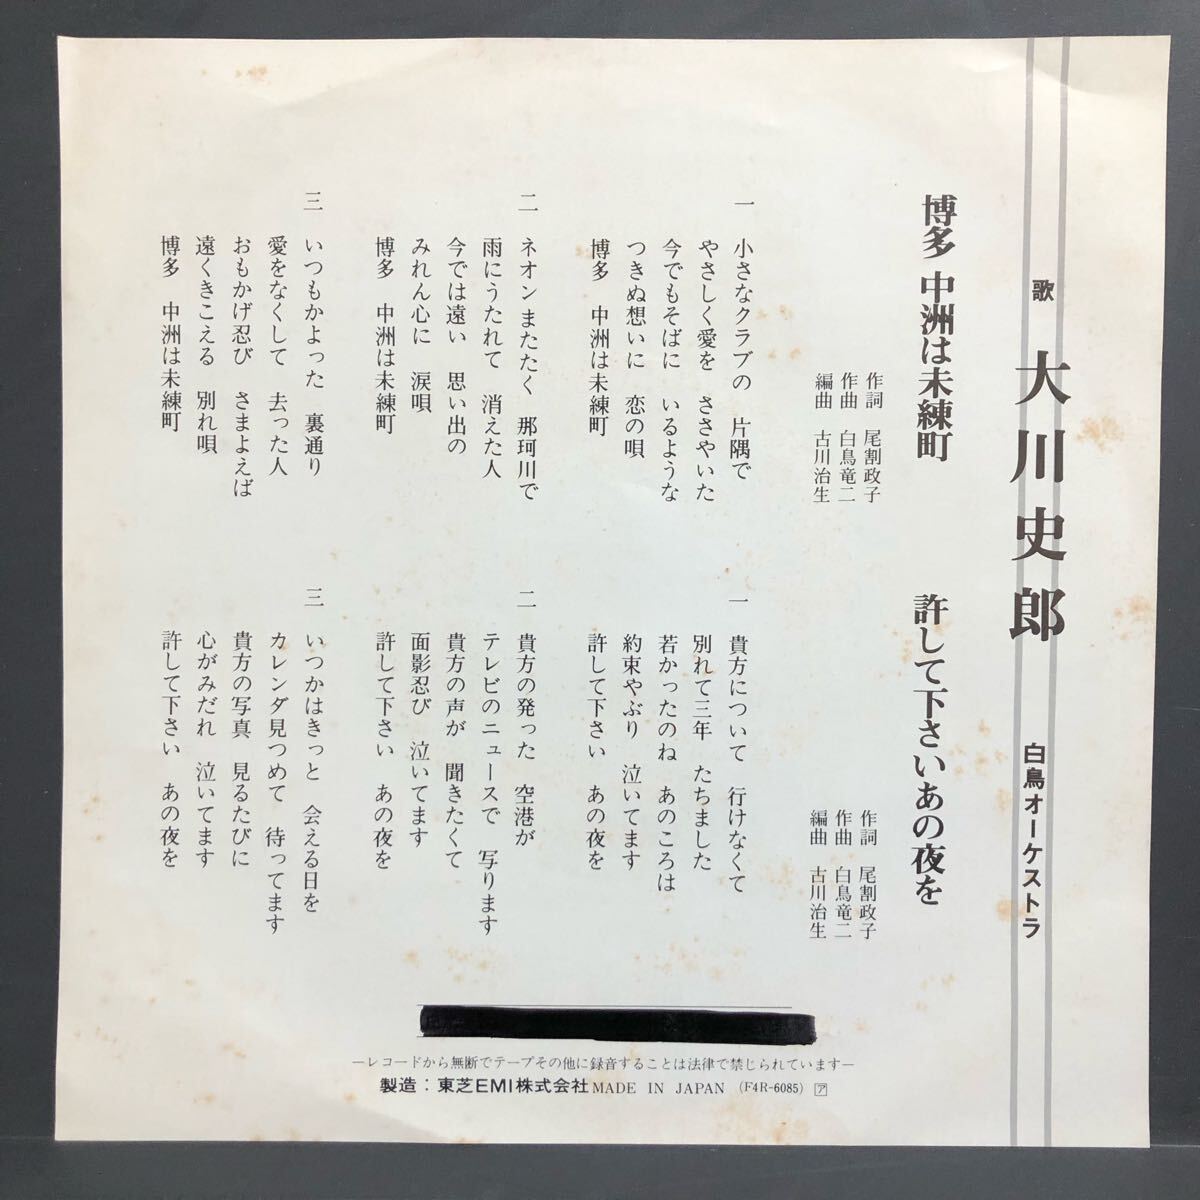 歌 大川史郎 白鳥オーケストラ
博多 中洲は未練町
作詞 尾割政子
作曲 白鳥竜二
編曲 古川治生
一 小さなクラブの 片隅で
やさしく愛を ささやいた
今でもそばに いるような
つきぬ想いに 恋の唄
博多 中洲は未練町
二 ネオンまたたく 那珂川で
雨にうたれて 消えた人
今では遠い 思い出の
みれん心に 涙唄
博多 中洲は未練町
三 いつもかよった 裏通り
愛をなくして 去った人
おもかげ忍び さまよえば
遠くきこえる 別れ唄
博多 中洲は未練町
許して下さいあの夜を
作詞 尾割政子
作曲 白鳥竜二
編曲 古川治生
一 貴方について 行けなくて
別れて三年 たちました
若かったのね あのころは
約束やぶり 泣いてます
許して下さい あの夜を
二 貴方の発った 空港が
テレビのニュースで 写ります
貴方の声が 聞きたくて
面影忍び 泣いてます
許して下さい あの夜を
三 いつかはきっと 会える日を
カレンダ見つめて 待ってます
貴方の写真 見るたびに
心がみだれ 泣いてます
許して下さい あの夜を
—レコードから無断でテープその他に録音することは法律で禁じられています—
製造：東芝EMI株式会社 MADE IN JAPAN (F4R-6085) ア